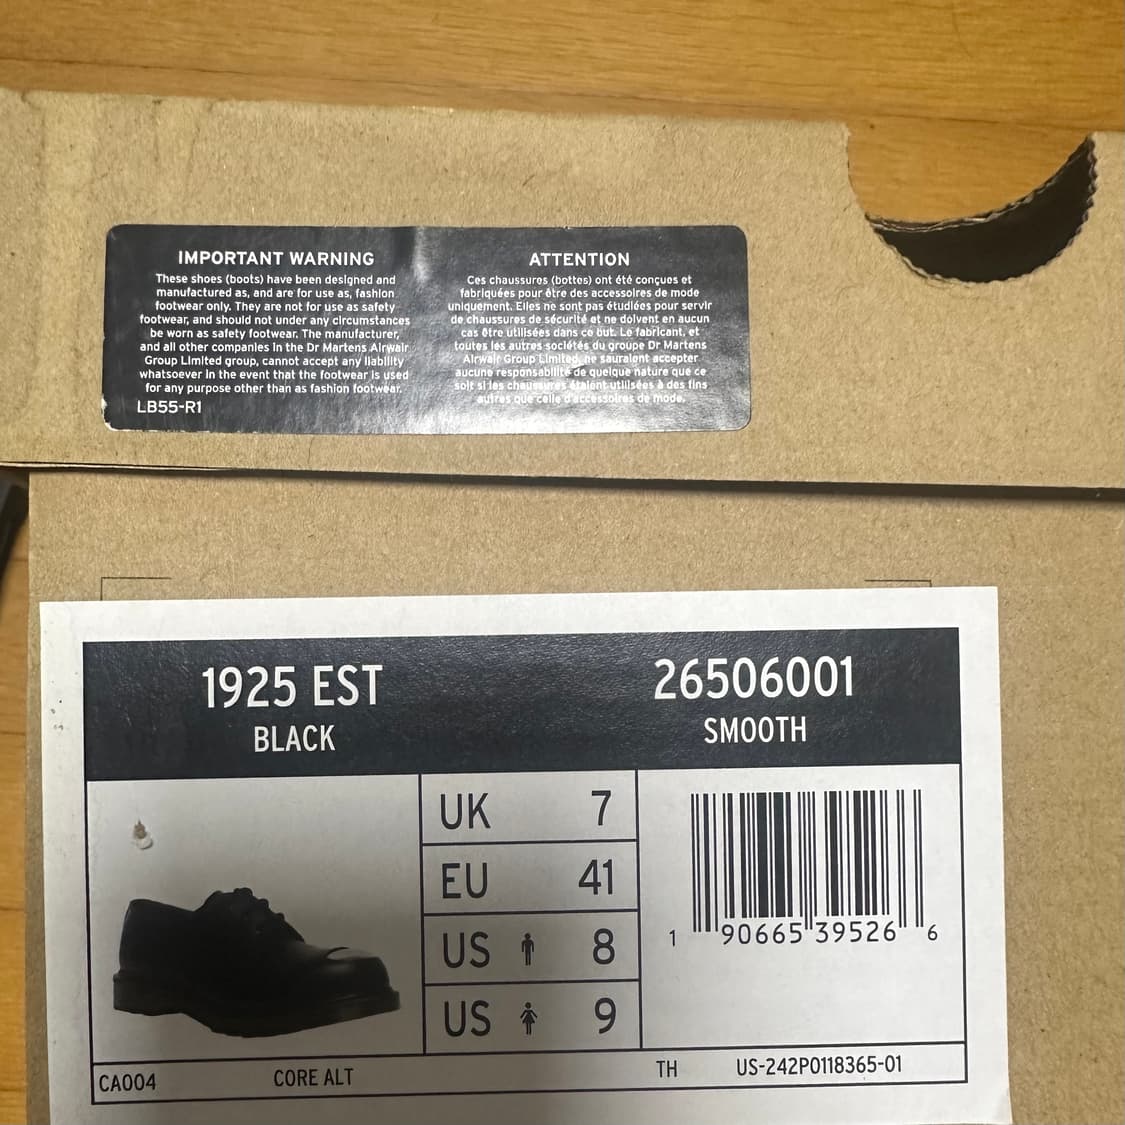 IMPORTANT WARNING
These shoes (boots) have been designed and
manufactured as, and are for use as, fashion
footwear only. They are not for use as safety
footwear, and should not under any circumstances
be worn as safety footwear. The manufacturer,
and all other companies in the Dr Martens Airwair
Group Limited group, cannot accept any liability
whatsoever in the event that the footwear is used
for any purpose other than as fashion footwear.
LB55-R1
ATTENTION
Ces chaussures (bottes) ont été conçues et
fabriquées pour être des accessoires de mode
uniquement. Elles ne sont pas étudiées pour servir
de chaussures de sécurité et ne doivent en aucun
cas être utilisées dans ce but. Le fabricant, et
toutes les autres sociétés du groupe Dr Martens
Airwair Group Limited, ne sauraient accepter
aucune responsabilité de quelque nature que ce
soit si les chaussures étaient utilisées à des fins
autres que celle d'accessoires de mode.
1925 EST
BLACK
26506001
SMOOTH
UK 7
EU 41
US 8
US 9
1 90665 39526 6
CA004
CORE ALT
TH
US-242P0118365-01